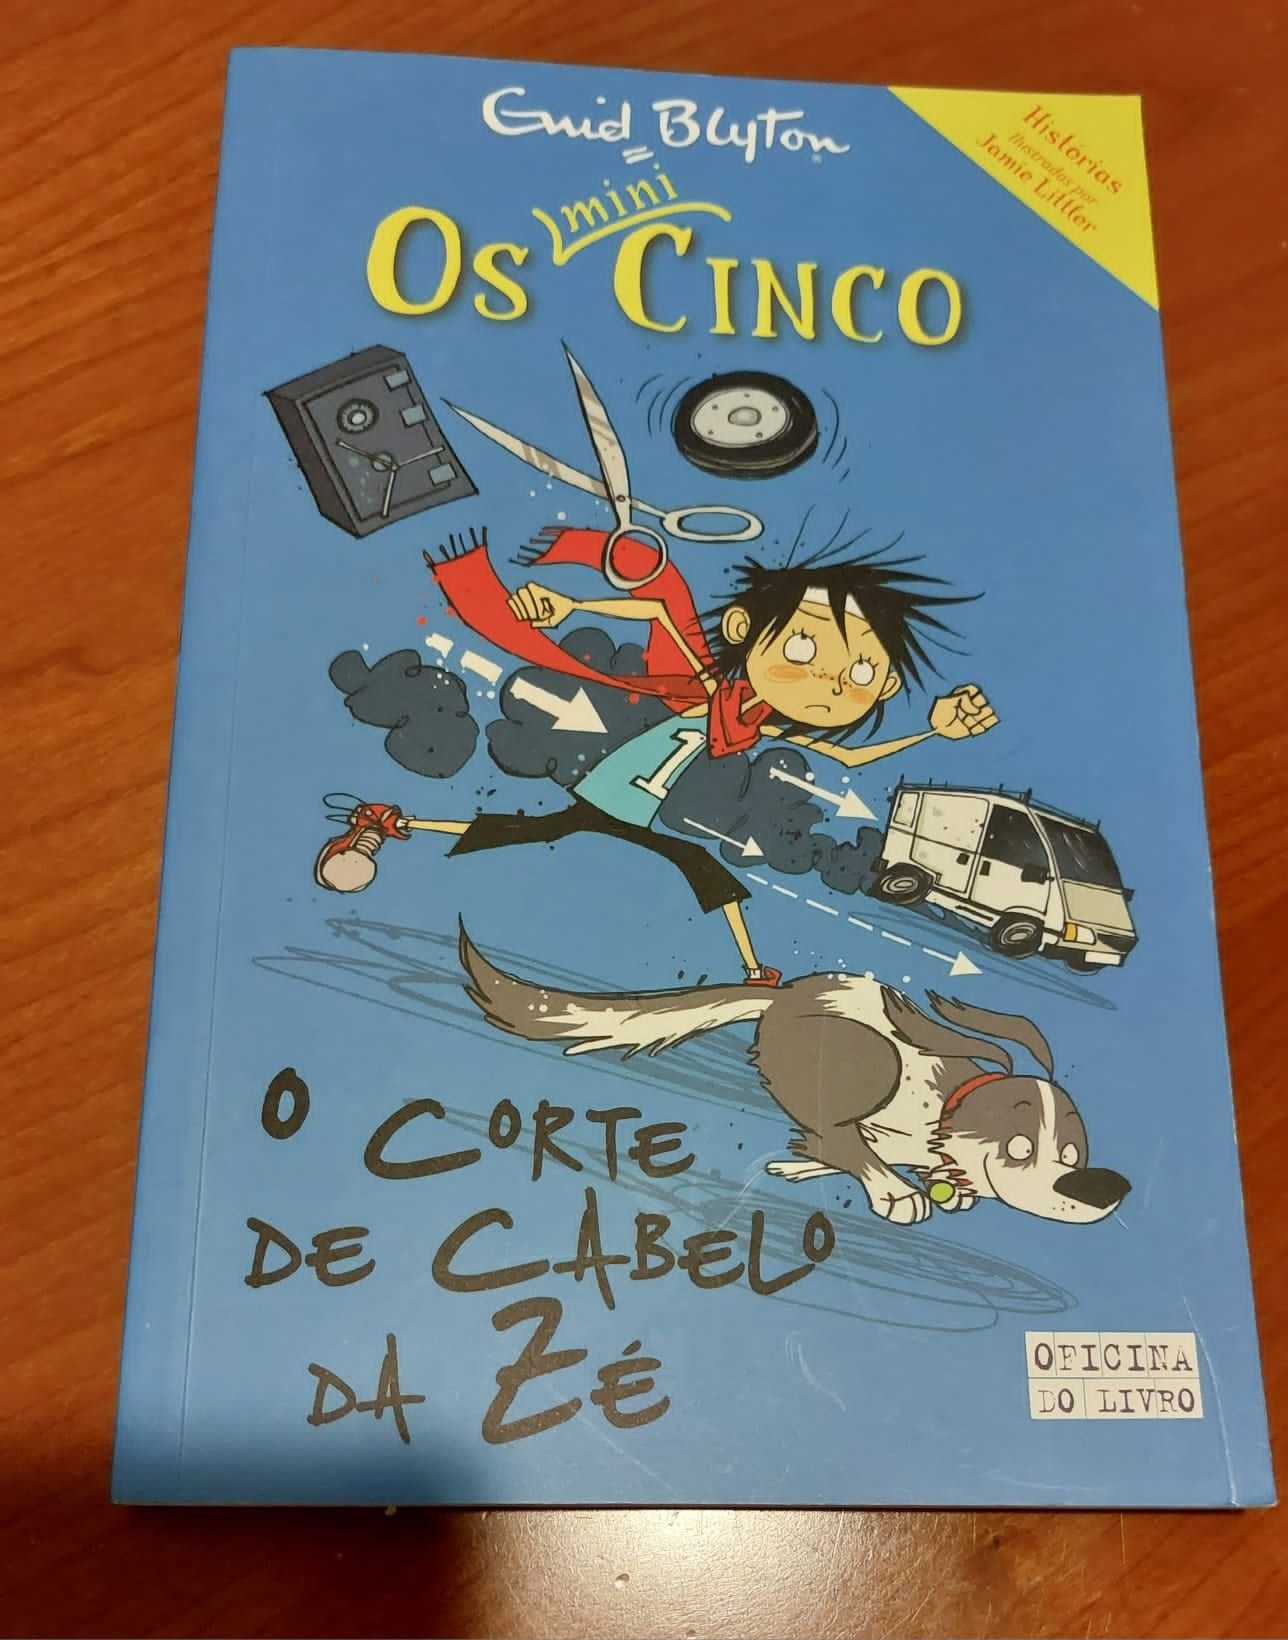 Enid Blyton
Histórias
Ilustradas por
Jamie Littler
mini
Os Cinco
1
O CORTE
DE CABELO
DA ZÉ
OFICINA
DO LIVRO